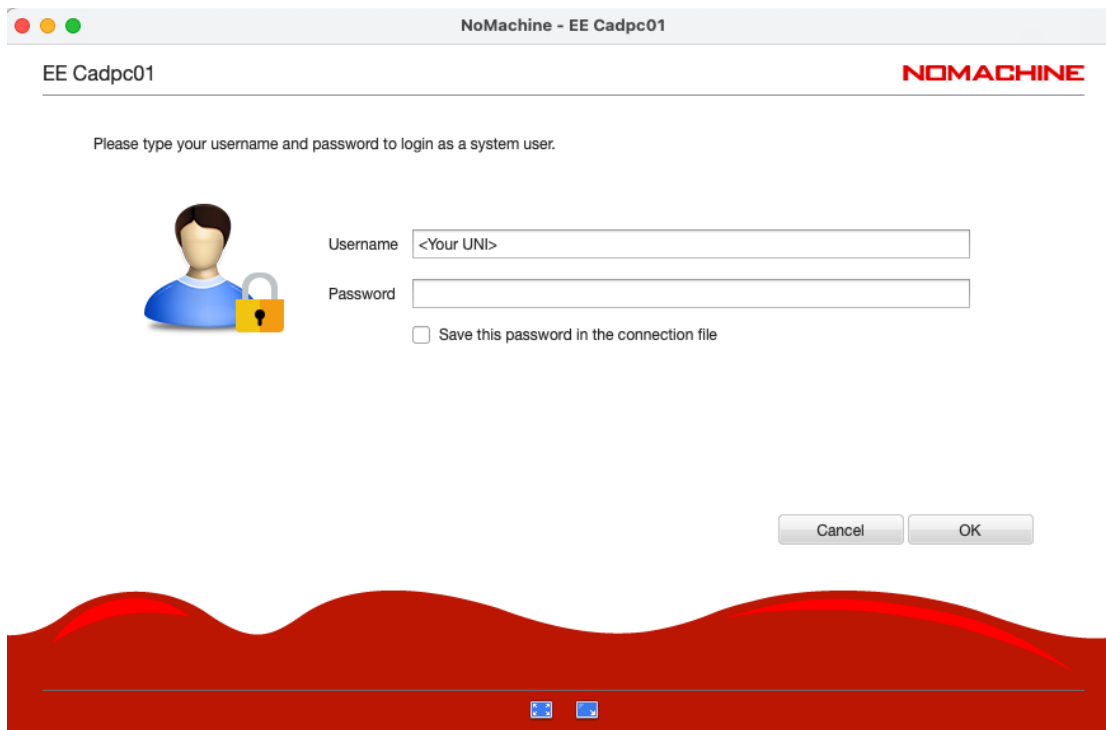 NoMachine - EE Cadpc01
EE Cadpc01
NOMACHINE
Please type your username and password to login as a system user.
Username <Your UNI>
Password
Save this password in the connection file
Cancel OK